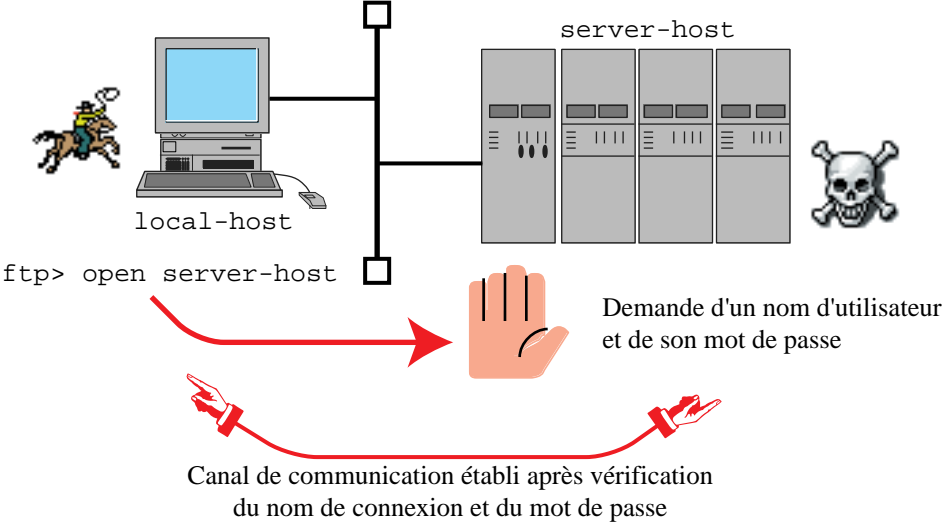 server-host
local-host
ftp> open server-host
Demande d'un nom d'utilisateur
et de son mot de passe
Canal de communication établi après vérification
du nom de connexion et du mot de passe